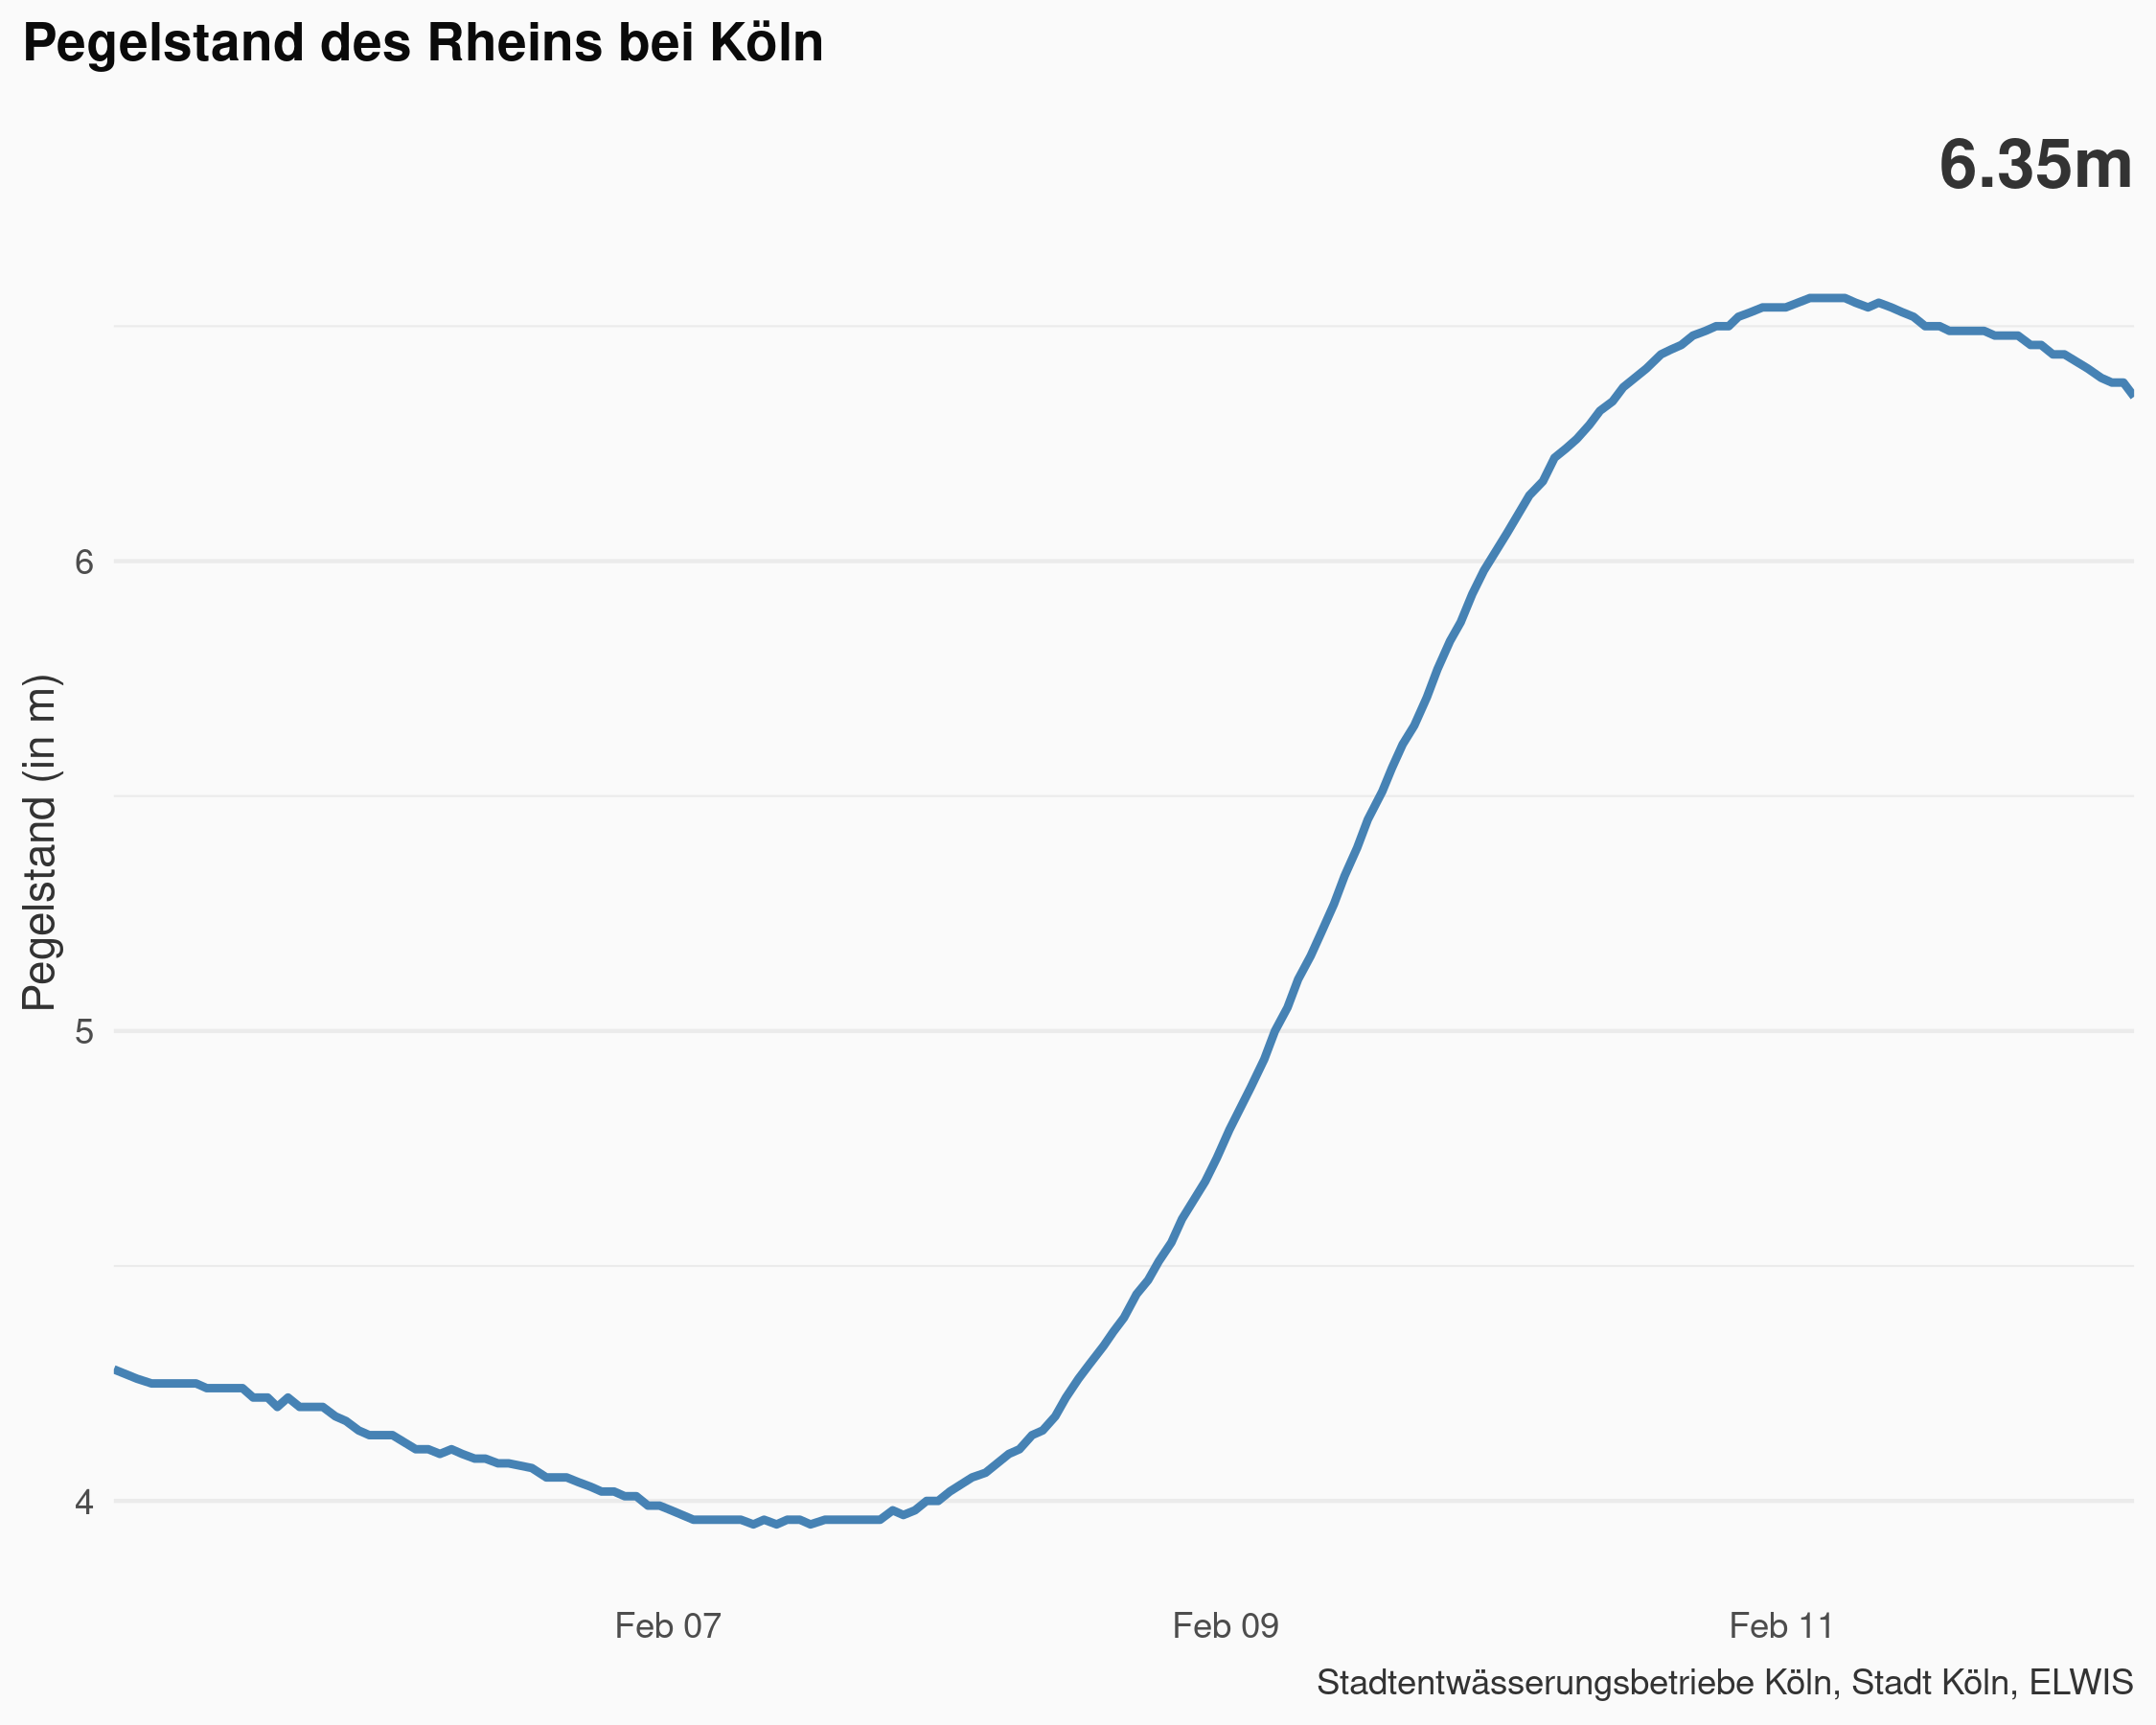 Pegelstand des Rheins bei Köln
6.35m
Pegelstand (in m)
6
5
4
Feb 07
Feb 09
Feb 11
Stadtentwässerungsbetriebe Köln, Stadt Köln, ELWIS